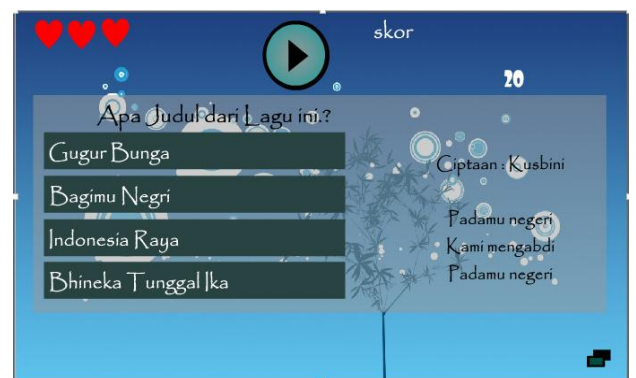 skor
20
Apa Judul dari Lagu ini.?
Gugur Bunga
Bagimu Negri
Indonesia Raya
Bhineka Tunggal Ika
Ciptaan : Kusbini
Padamu negeri
Kami mengabdi
Padamu negeri